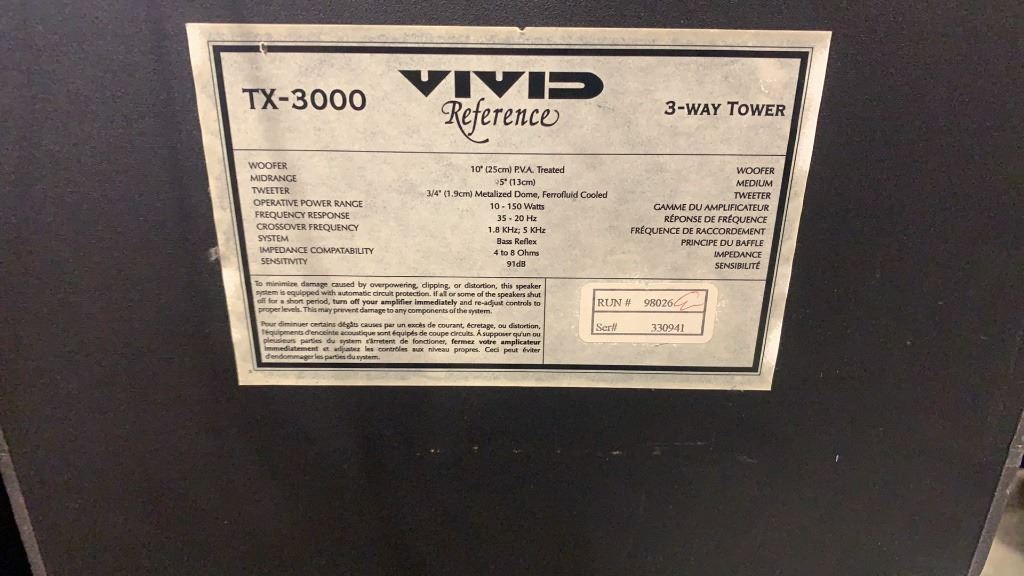 TX-3000
VIVID
Reference
3-WAY TOWER
WOOFER 10" (25cm) P.V.A. Treated WOOFER
MIDRANGE 5" (13cm) MEDIUM
TWEETER 3/4" (1.9cm) Metalized Dome, Ferrofluid Cooled TWEETER
OPERATIVE POWER RANGE 10 - 150 Watts GAMME DU AMPLIFICATEUR
FREQUENCY RESPONSE 35 - 20 Hz RÉPONSE DE FRÉQUENCE
CROSSOVER FREQUENCY 1.8 KHz; 5 KHz FRÉQUENCE DE RACCORDEMENT
SYSTEM Bass Reflex PRINCIPE DU BAFFLE
IMPEDANCE COMPATABILITY 4 to 8 Ohms IMPEDANCE
SENSITIVITY 91dB SENSIBILITÉ
To minimize damage caused by overpowering, clipping, or distortion, this speaker
system is equipped with automatic circuit protection. If all or some of the speakers shut
off for a short period, turn off your amplifier immediately and re-adjust controls to
proper levels. This may prevent damage to any components of the system.
Pour diminuer certains dégâts causes par un excés de courant, écretage, ou distortion,
l'équipments d'enceinte acoustique sont équipés de coupe circuits. À supposer qu'un ou
pleusieurs parties du system s'arretent de fonctioner, fermez votre amplicateur
immediatement et adjustez les contrôles aux niveau propres. Ceci peut éviter
d'endommager les parties du system.
RUN # 98026
Ser# 330941